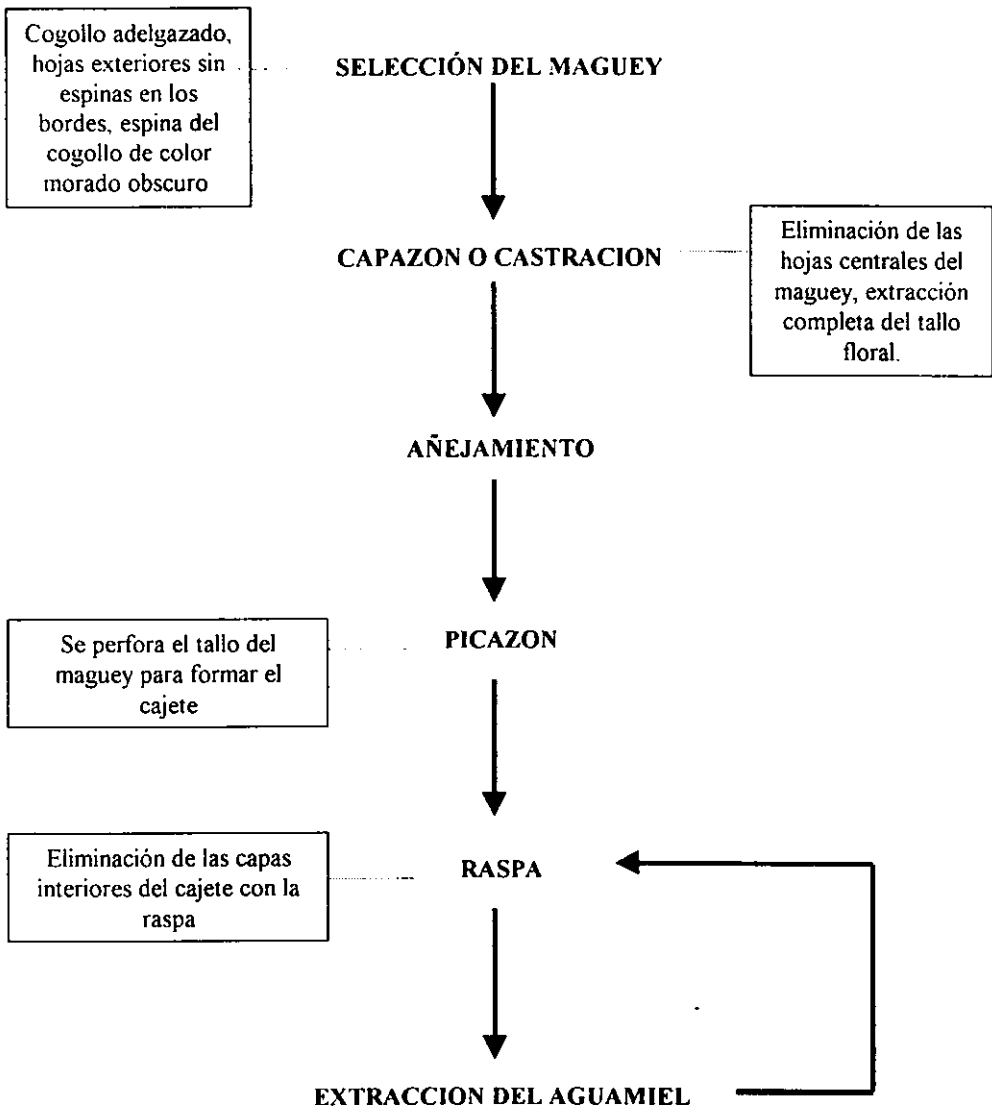 Cogollo adelgazado,
hojas exteriores sin
espinas en los
bordes, espina del
cogollo de color
morado obscuro
SELECCIÓN DEL MAGUEY
CAPAZON O CASTRACION
Eliminación de las
hojas centrales del
maguey, extracción
completa del tallo
floral.
AÑEJAMIENTO
Se perfora el tallo del
maguey para formar el
cajete
PICAZON
Eliminación de las capas
interiores del cajete con la
raspa
RASPA
EXTRACCION DEL AGUAMIEL